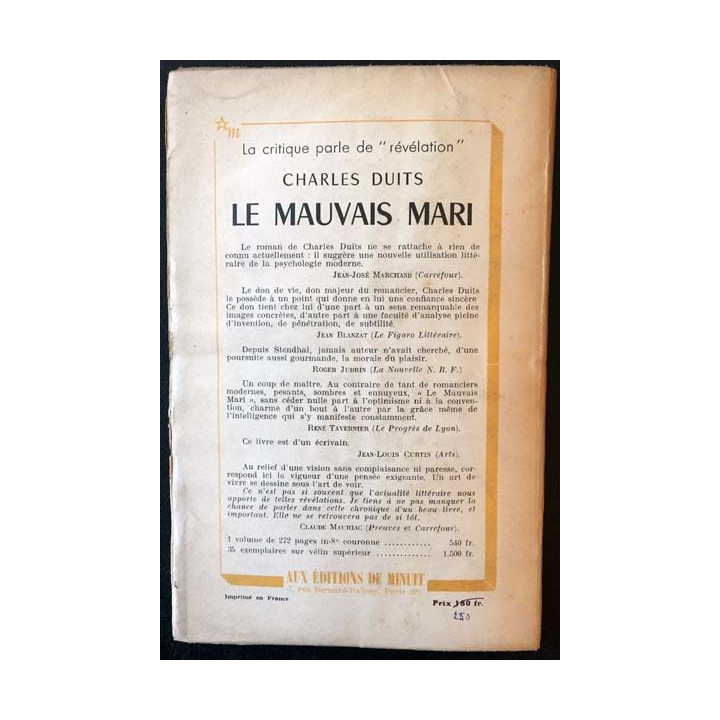 m
La critique parle de " révélation "
CHARLES DUITS
LE MAUVAIS MARI
Le roman de Charles Duits ne se rattache à rien de
connu actuellement : il suggère une nouvelle utilisation litté-
raire de la psychologie moderne.
JEAN-JOSÉ MARCHAND (Carrefour).
Le don de vie, don majeur du romancier, Charles Duits
le possède à un point qui donne en lui une confiance sincère
Ce don tient chez lui d'une part à un sens remarquable des
images concrètes, d'autre part à une faculté d'analyse pleine
d'invention, de pénétration, de subtilité.
JEAN BLANZAT (Le Figaro Littéraire).
Depuis Stendhal, jamais auteur n'avait cherché, d'une
poursuite aussi gourmande, la morale du plaisir.
ROGER JUDRIN (La Nouvelle N. R. F.)
Un coup de maître. Au contraire de tant de romanciers
modernes, pesants, sombres et ennuyeux, « Le Mauvais
Mari », sans céder nulle part à l'optimisme ni à la conven-
tion, charme d'un bout à l'autre par la grâce même de
l'intelligence qui s'y manifeste constamment.
RENÉ TAVERNIER (Le Progrès de Lyon).
Ce livre est d'un écrivain.
JEAN-LOUIS CURTIS (Arts).
Au relief d'une vision sans complaisance ni paresse, cor-
respond ici la vigueur d'une pensée exigeante. Un art de
vivre se dessine sous l'art de voir.
Ce n'est pas si souvent que l'actualité littéraire nous
apporte de telles révélations. Je tiens à ne pas manquer la
chance de parler dans cette chronique d'un beau livre, et
important. Elle ne se retrouvera pas de si tôt.
CLAUDE MAURIAC (Preuves et Carrefour).
1 volume de 272 pages in-8° couronne ............ 540 fr.
35 exemplaires sur vélin supérieur .............. 1.500 fr.
AUX ÉDITIONS DE MINUIT
7, rue Bernard-Palissy, Paris (6e)
Imprimé en France
Prix 180 fr.
250